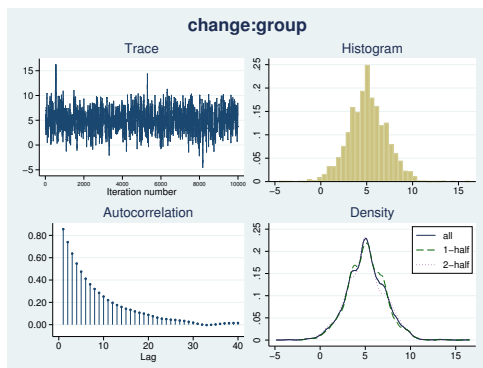 change:group
Trace
15
10
5
0
−5
0 2000 4000 6000 8000 10000
Iteration number
Histogram
.25
.2
.15
.1
.05
0
−5 0 5 10 15
Autocorrelation
0.80
0.60
0.40
0.20
0.00
0 10 20 30 40
Lag
Density
.25
.2
.15
.1
.05
0
−5 0 5 10 15
all
1−half
2−half